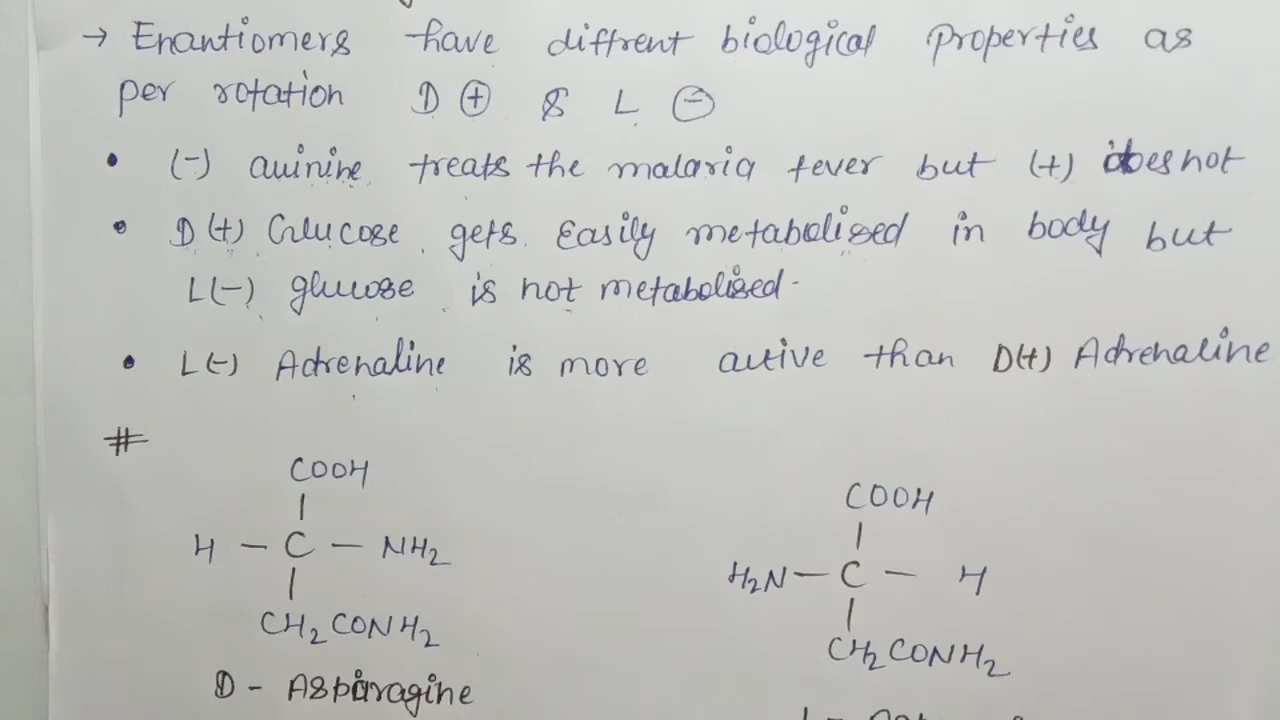 → Enantiomers have diffrent biological Properties as
per rotation D ⊕ & L ⊖
• (-) quinine treats the malaria fever but (+) does not
• D(+) Glucose gets Easily metabolised in body but
L(-) glucose is not metabolised.
• L(-) Adrenaline is more active than D(+) Adrenaline
#
COOH
|
H - C - NH2
|
CH2CONH2
D - Asparagine
COOH
|
H2N - C - H
|
CH2CONH2